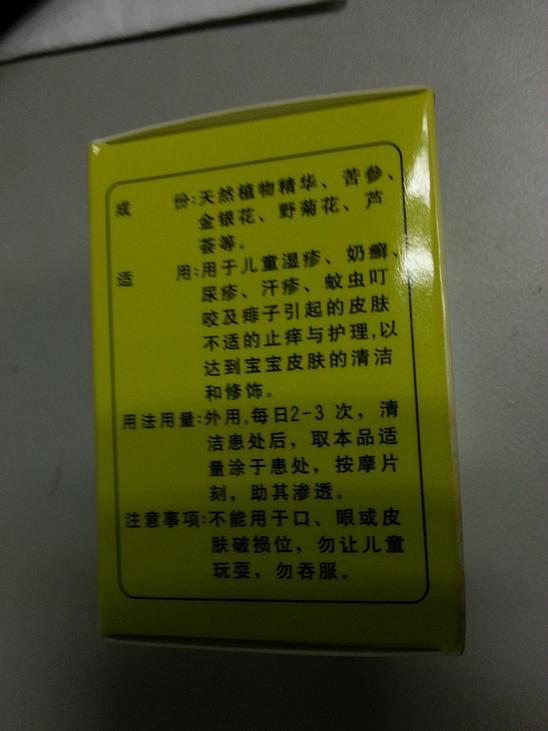 成 份:天然植物精华、苦参、
金银花、野菊花、芦
荟等。
适 用:用于儿童湿疹、奶癣、
尿疹、汗疹、蚊虫叮
咬及痱子引起的皮肤
不适的止痒与护理,以
达到宝宝皮肤的清洁
和修饰。
用法用量:外用,每日2-3 次，清
洁患处后，取本品适
量涂于患处，按摩片
刻，助其渗透。
注意事项:不能用于口、眼或皮
肤破损位，勿让儿童
玩耍，勿吞服。